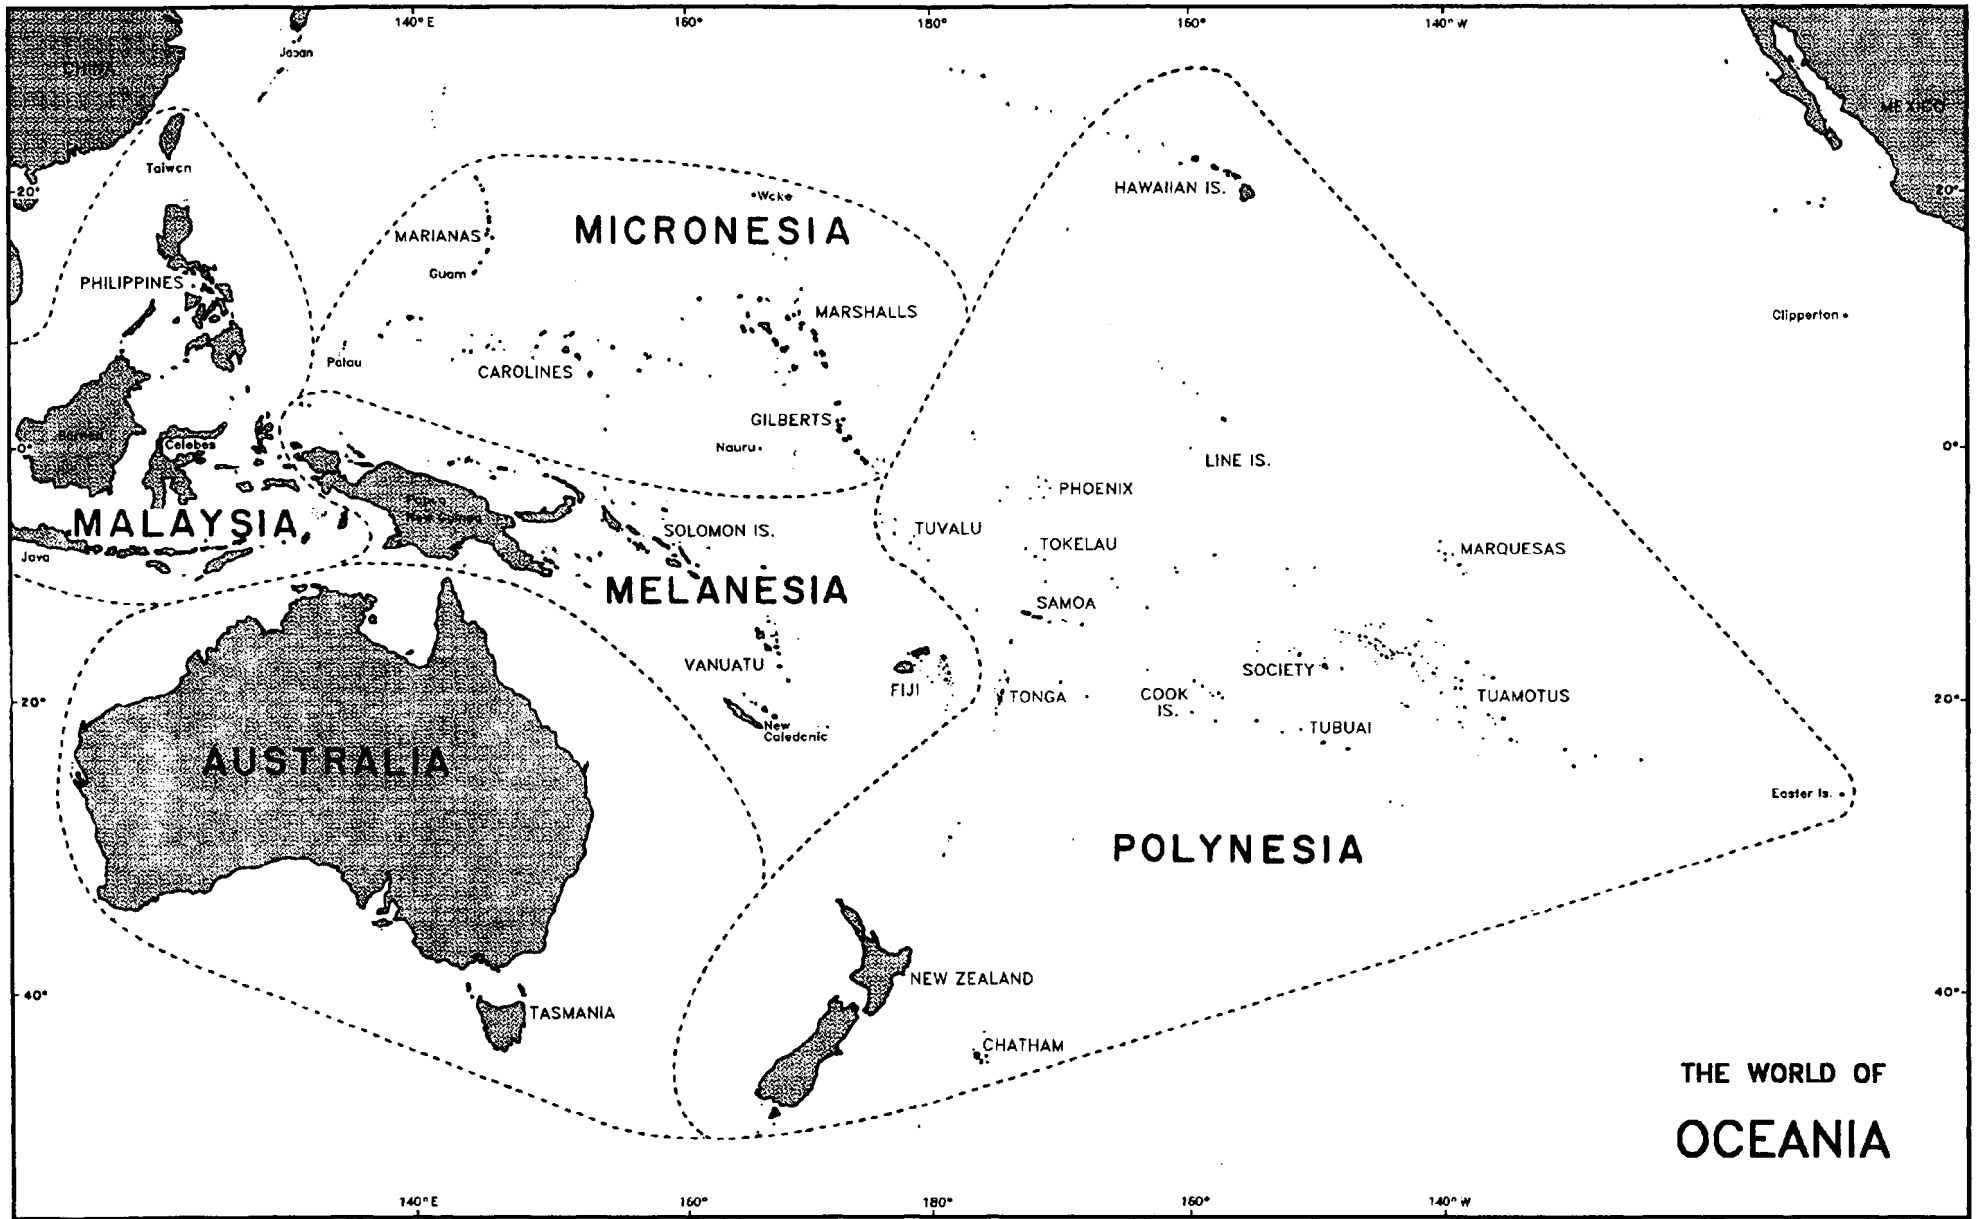 140° E
160°
180°
160°
140° W
Japan
CHINA
MEXICO
Taiwan
20°
20°
HAWAIIAN IS.
Wake
MICRONESIA
MARIANAS
Guam
PHILIPPINES
MARSHALLS
Clipperton
Palau
CAROLINES
GILBERTS
Borneo
Celebes
0°
Nauru
0°
LINE IS.
PHOENIX
Papua
New Guinea
MALAYSIA
SOLOMON IS.
TUVALU
TOKELAU
MARQUESAS
Java
MELANESIA
SAMOA
VANUATU
SOCIETY
FIJI
TONGA
COOK
IS.
TUAMOTUS
20°
20°
New
Caledonia
TUBUAI
AUSTRALIA
Easter Is.
POLYNESIA
NEW ZEALAND
40°
40°
TASMANIA
CHATHAM
THE WORLD OF
OCEANIA
140° E
160°
180°
160°
140° W